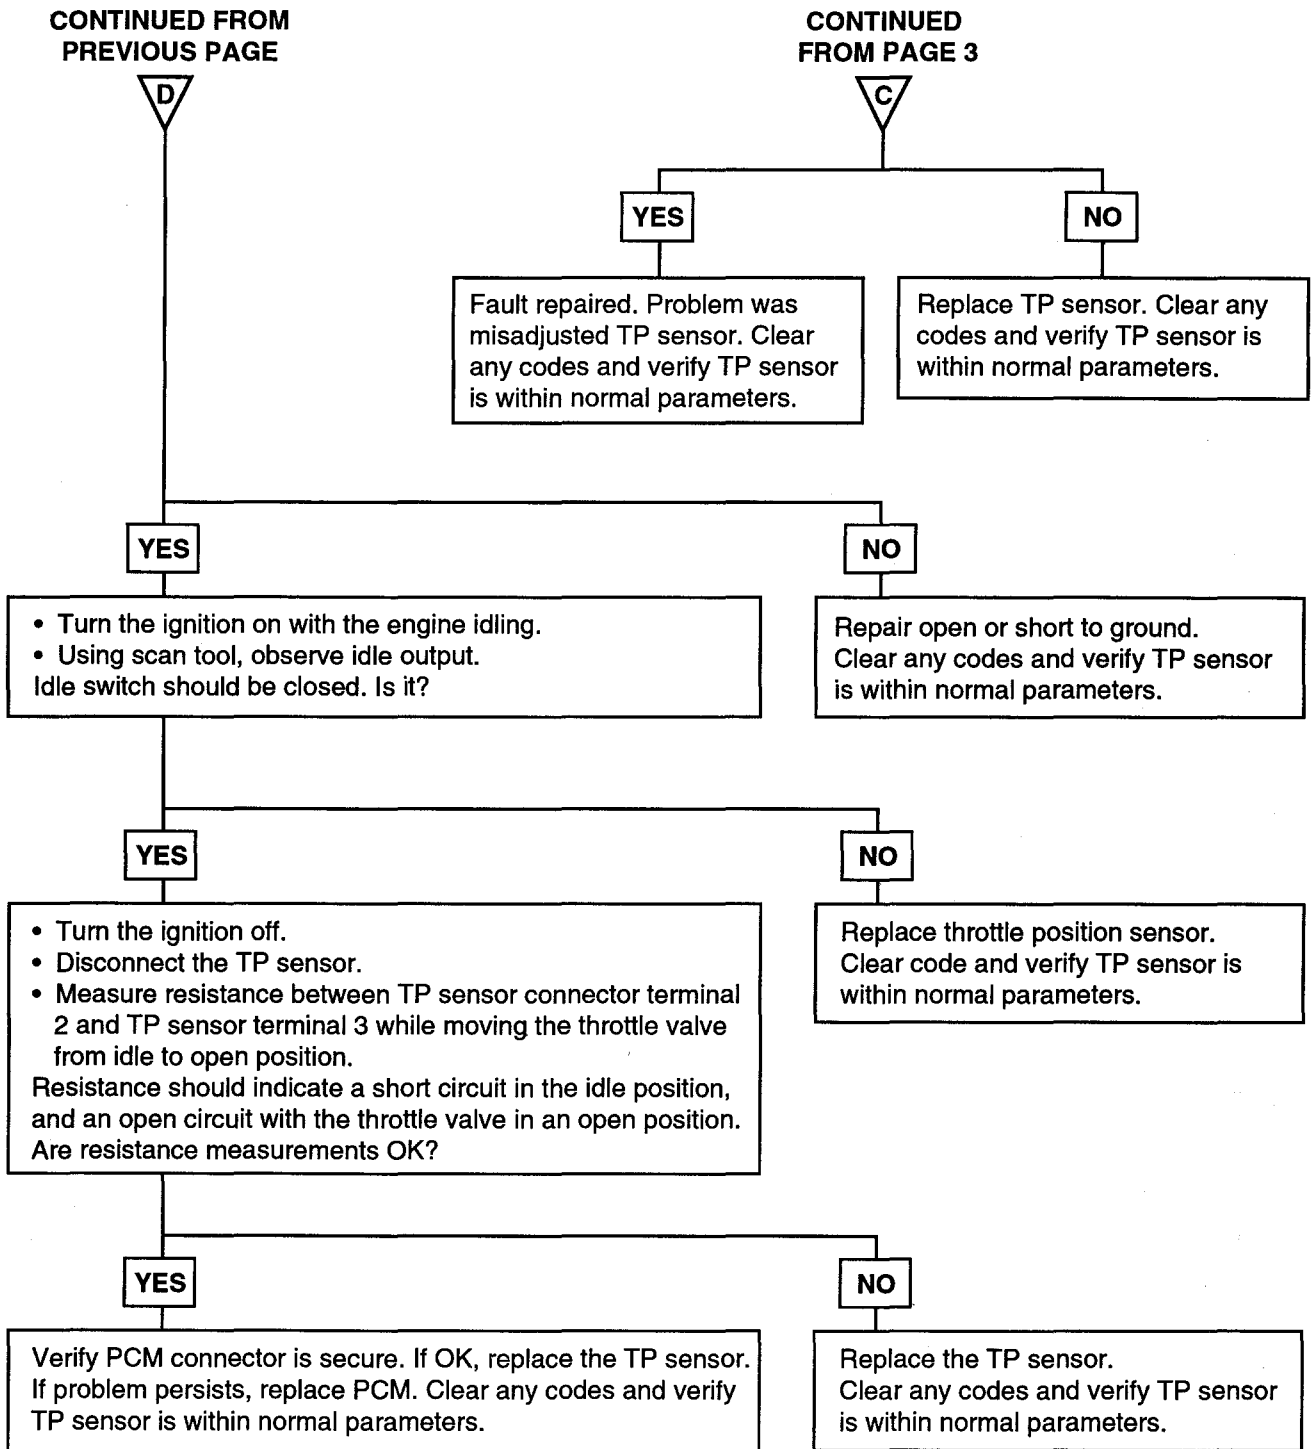 CONTINUED FROM
PREVIOUS PAGE
D
CONTINUED
FROM PAGE 3
C
YES
NO
Fault repaired. Problem was
misadjusted TP sensor. Clear
any codes and verify TP sensor
is within normal parameters.
Replace TP sensor. Clear any
codes and verify TP sensor is
within normal parameters.
YES
NO
• Turn the ignition on with the engine idling.
• Using scan tool, observe idle output.
Idle switch should be closed. Is it?
Repair open or short to ground.
Clear any codes and verify TP sensor
is within normal parameters.
YES
NO
• Turn the ignition off.
• Disconnect the TP sensor.
• Measure resistance between TP sensor connector terminal
2 and TP sensor terminal 3 while moving the throttle valve
from idle to open position.
Resistance should indicate a short circuit in the idle position,
and an open circuit with the throttle valve in an open position.
Are resistance measurements OK?
Replace throttle position sensor.
Clear code and verify TP sensor is
within normal parameters.
YES
NO
Verify PCM connector is secure. If OK, replace the TP sensor.
If problem persists, replace PCM. Clear any codes and verify
TP sensor is within normal parameters.
Replace the TP sensor.
Clear any codes and verify TP sensor
is within normal parameters.